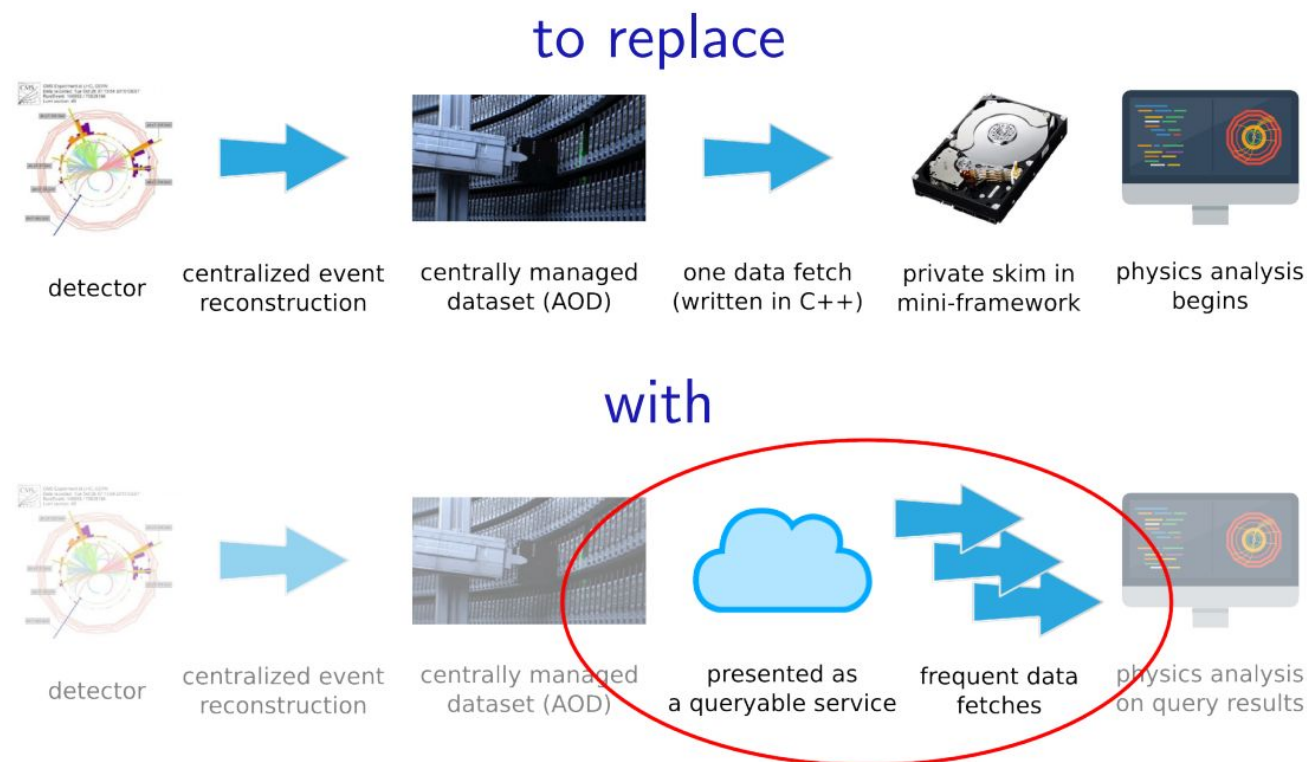 to replace
detector
centralized event
reconstruction
centrally managed
dataset (AOD)
one data fetch
(written in C++)
private skim in
mini-framework
physics analysis
begins
with
detector
centralized event
reconstruction
centrally managed
dataset (AOD)
presented as
a queryable service
frequent data
fetches
physics analysis
on query results